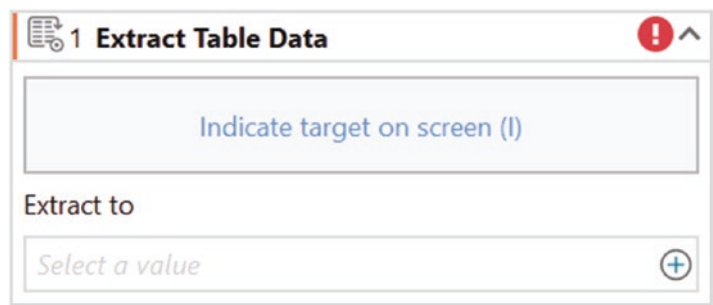 1 Extract Table Data
Indicate target on screen (I)
Extract to
Select a value